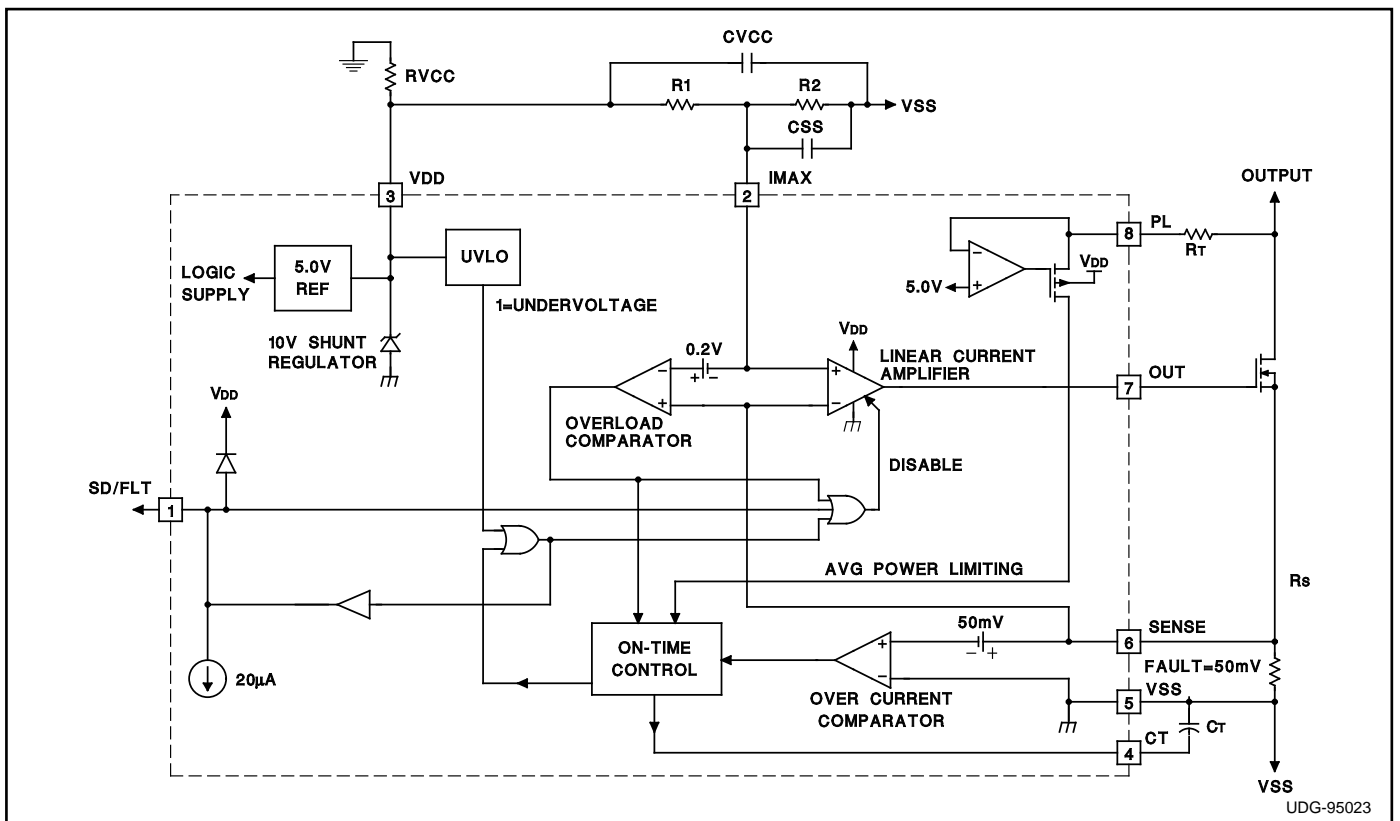 CVCC
RVCC
R1
R2
VSS
CSS
VDD
IMAX
3
2
OUTPUT
PL
8
RT
VDD
UVLO
5.0V
REF
LOGIC
SUPPLY
5.0V
-
+
1=UNDERVOLTAGE
10V SHUNT
REGULATOR
VDD
0.2V
+ -
-
+
+
-
LINEAR CURRENT
AMPLIFIER
OUT
7
VDD
OVERLOAD
COMPARATOR
DISABLE
SD/FLT
1
AVG POWER LIMITING
RS
50mV
- +
SENSE
6
ON-TIME
CONTROL
+
-
FAULT=50mV
20µA
VSS
5
OVER CURRENT
COMPARATOR
CT
CT
4
VSS
UDG-95023